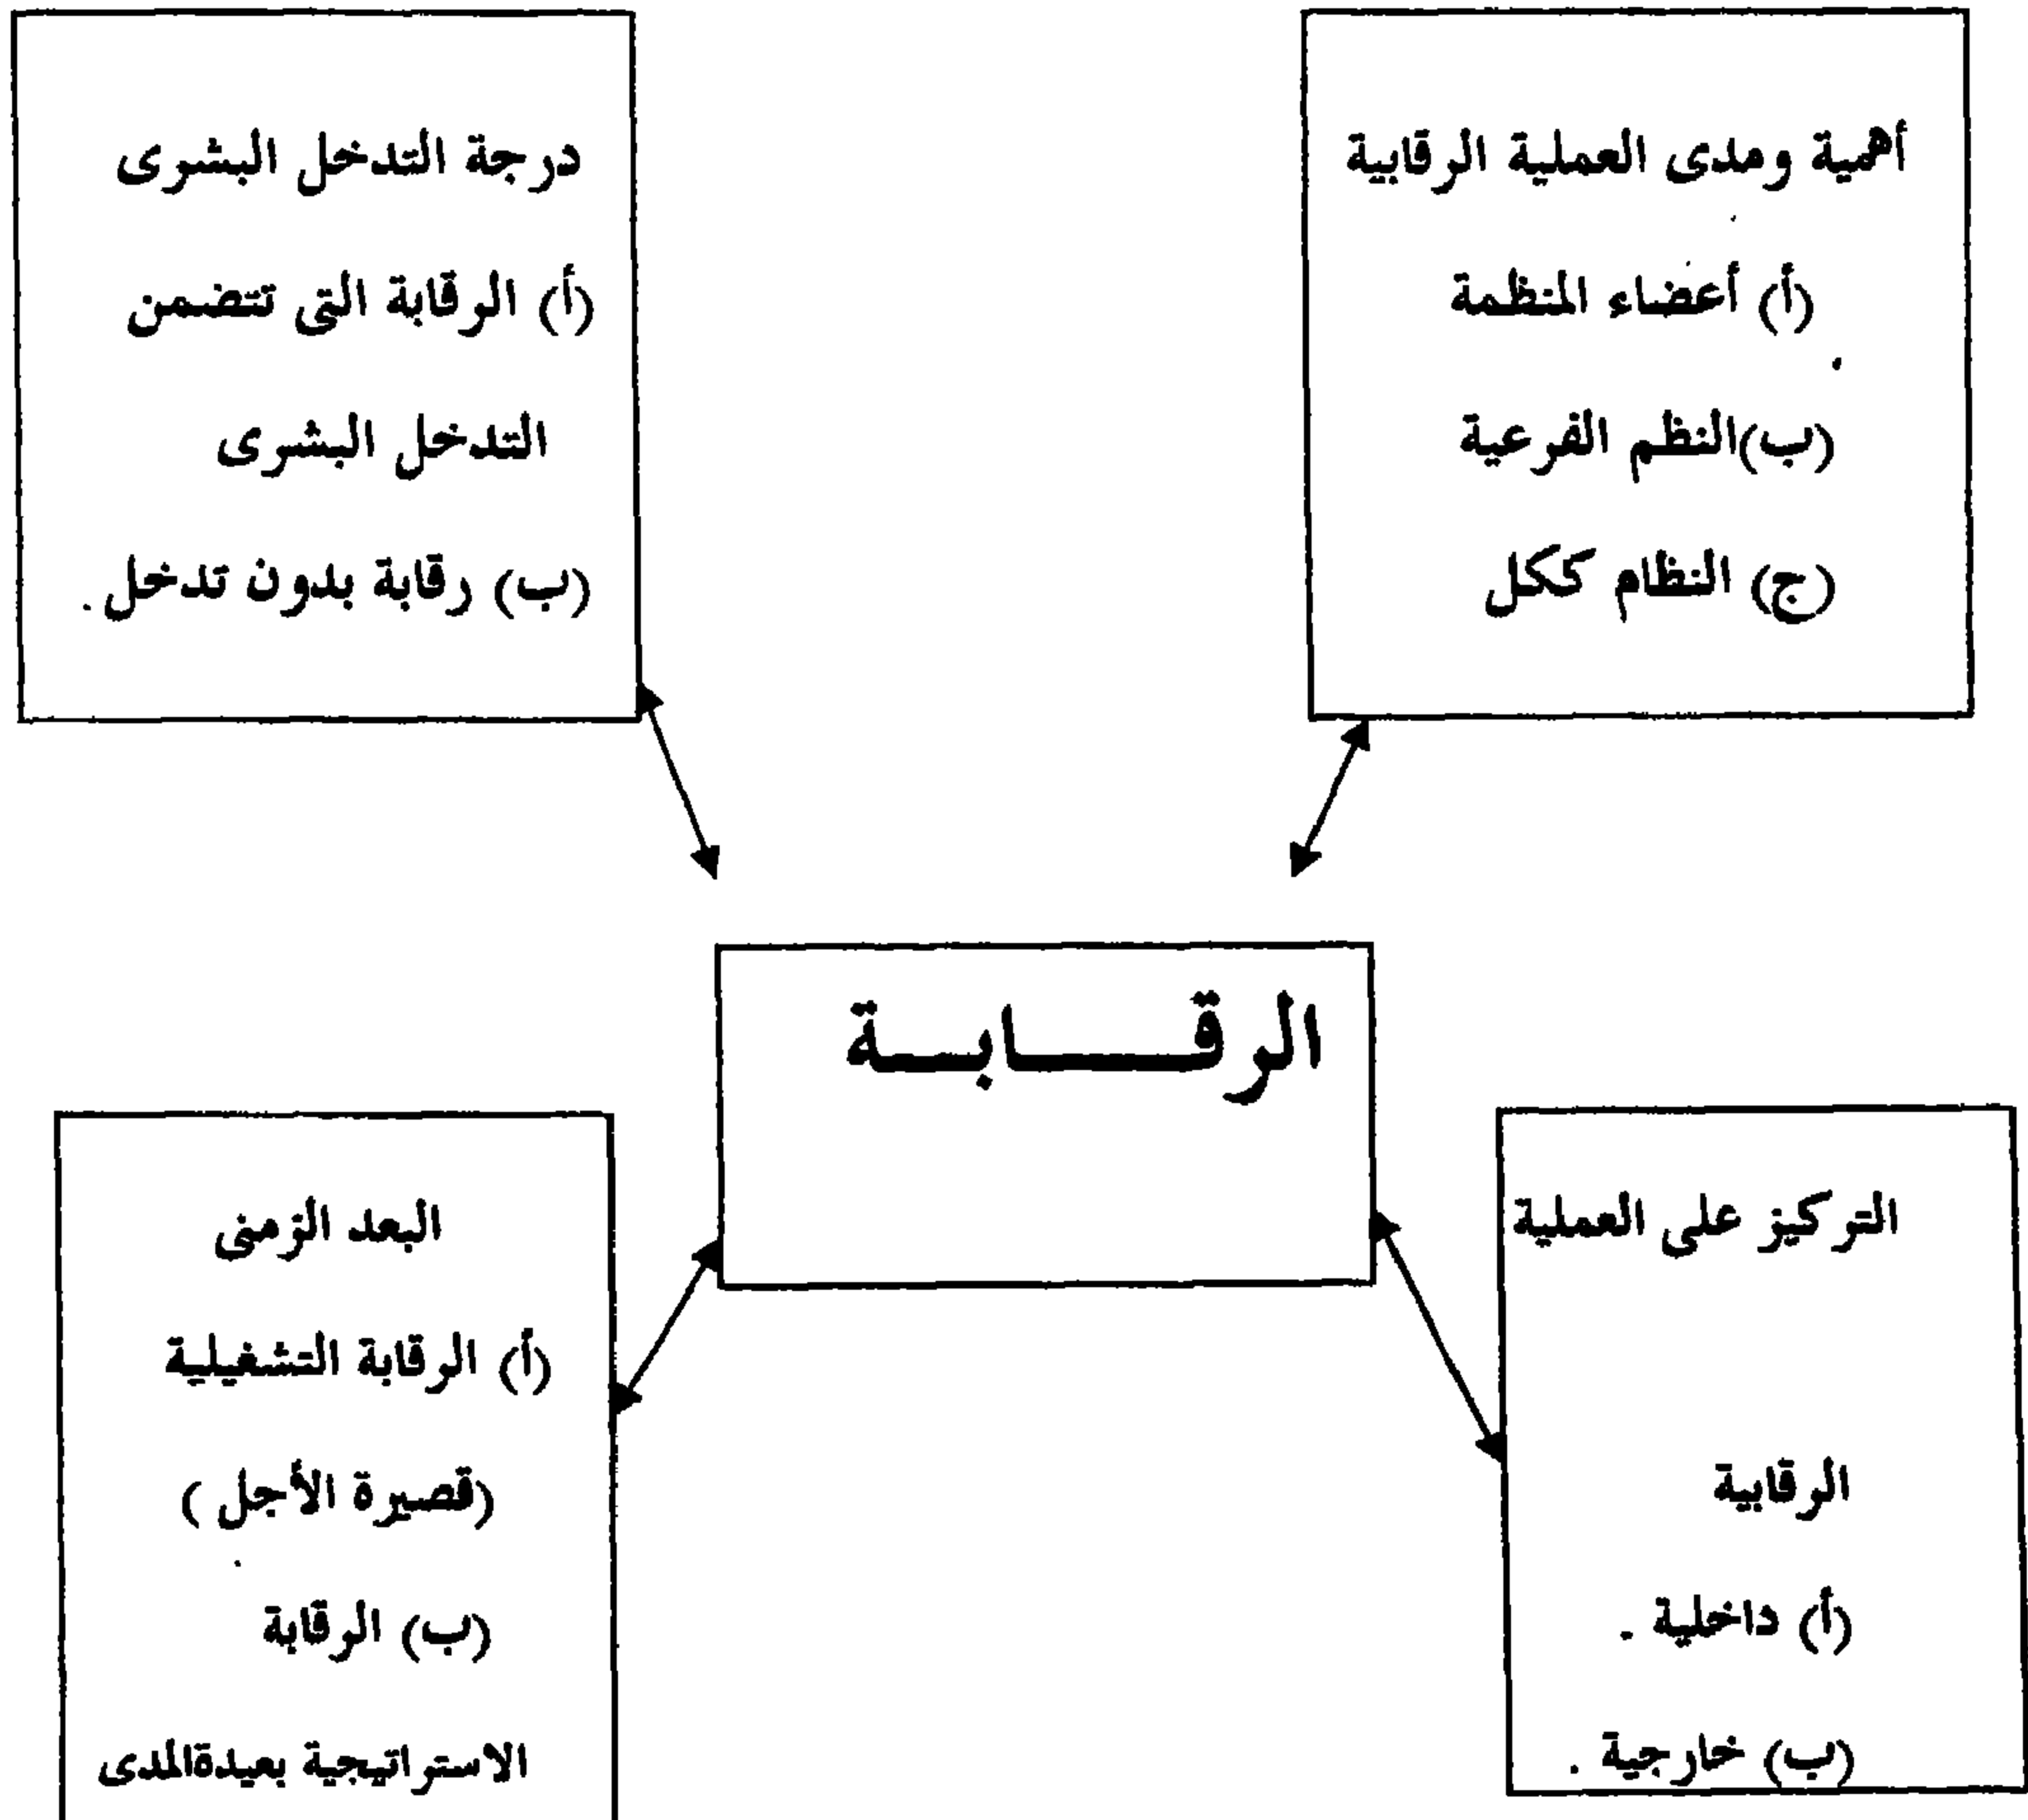 أهمية ومدى العملية الرقابية
(أ) أعضاء المنظمة
(ب)النظم الفرعية
(ج) النظام ككل
درجة التدخل البشرى
(أ) الرقابة التى تتضمن
التدخل البشرى
(ب) رقابة بدون تدخل.
الرقـــــابـــة
التركيز على العملية
الرقابية
(أ) داخلية .
(ب) خارجية .
البعد الزمنى
(أ) الرقابة التشغيلية
(قصيرة الأجل )
(ب) الرقابة
الاستراتيجية بعيدةالمدى